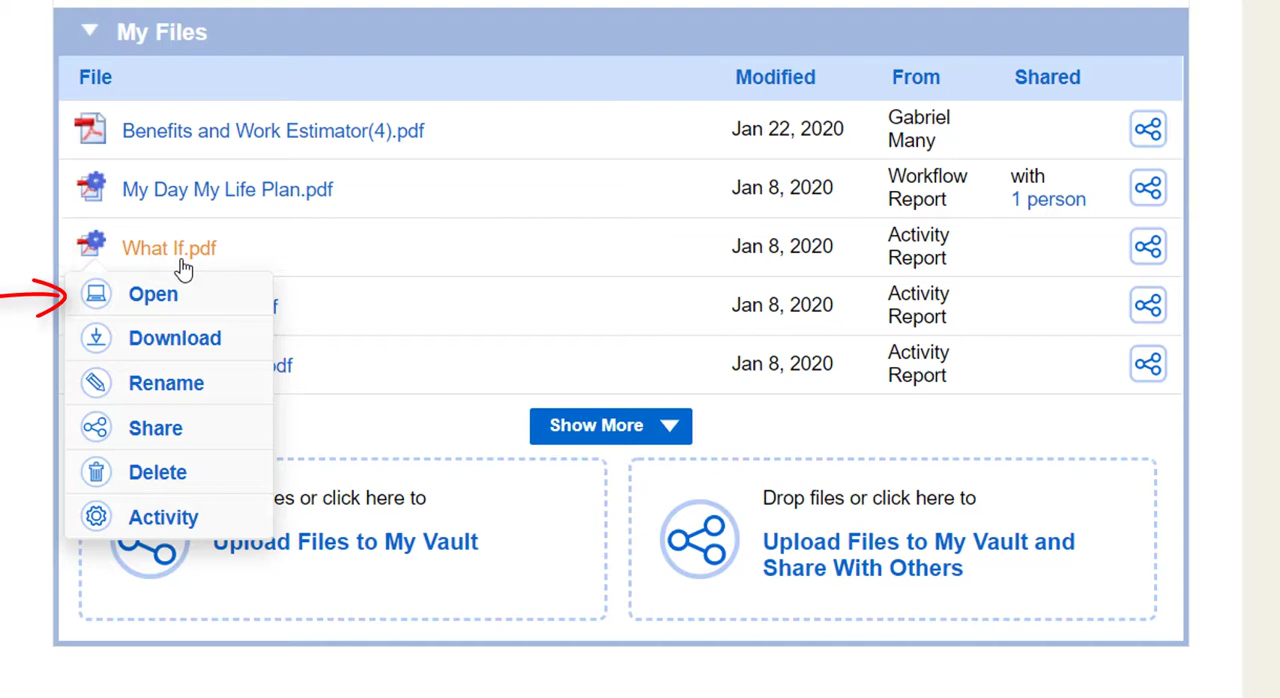 My Files
File Modified From Shared
Benefits and Work Estimator(4).pdf Jan 22, 2020 Gabriel
Many
My Day My Life Plan.pdf Jan 8, 2020 Workflow
Report with
1 person
What If.pdf Jan 8, 2020 Activity
Report
Open
Download
Rename
Share
Delete
Activity
f Jan 8, 2020 Activity
Report
pdf Jan 8, 2020 Activity
Report
Show More
es or click here to
Upload Files to My Vault
Drop files or click here to
Upload Files to My Vault and
Share With Others